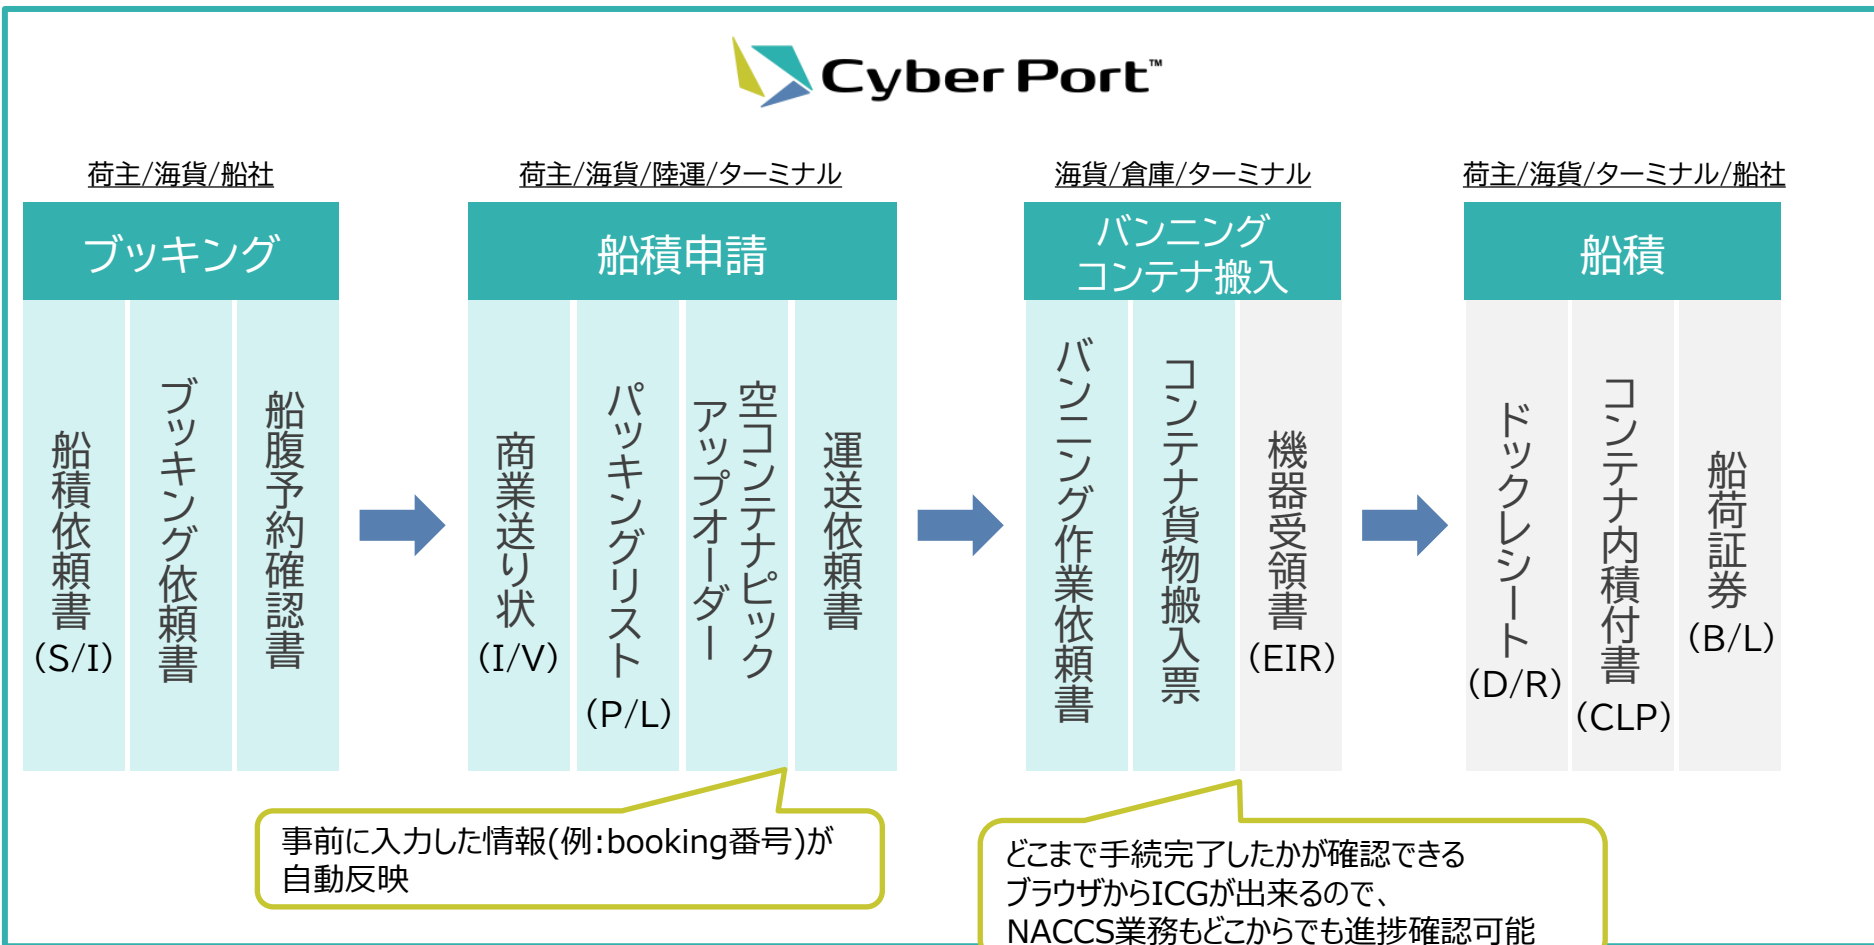 Cyber Port™
荷主/海貨/船社
ブッキング
船積依頼書
(S/I)
ブッキング依頼書
船腹予約確認書
荷主/海貨/陸運/ターミナル
船積申請
商業送り状
(I/V)
パッキングリスト
(P/L)
空コンテナピック
アップオーダー
運送依頼書
海貨/倉庫/ターミナル
バンニング
コンテナ搬入
バンニング作業依頼書
コンテナ貨物搬入票
機器受領書
(EIR)
荷主/海貨/ターミナル/船社
船積
ドックレシート
(D/R)
コンテナ内積付書
(CLP)
船荷証券
(B/L)
事前に入力した情報(例:booking番号)が
自動反映
どこまで手続完了したかが確認できる
ブラウザからICGが出来るので、
NACCS業務もどこからでも進捗確認可能